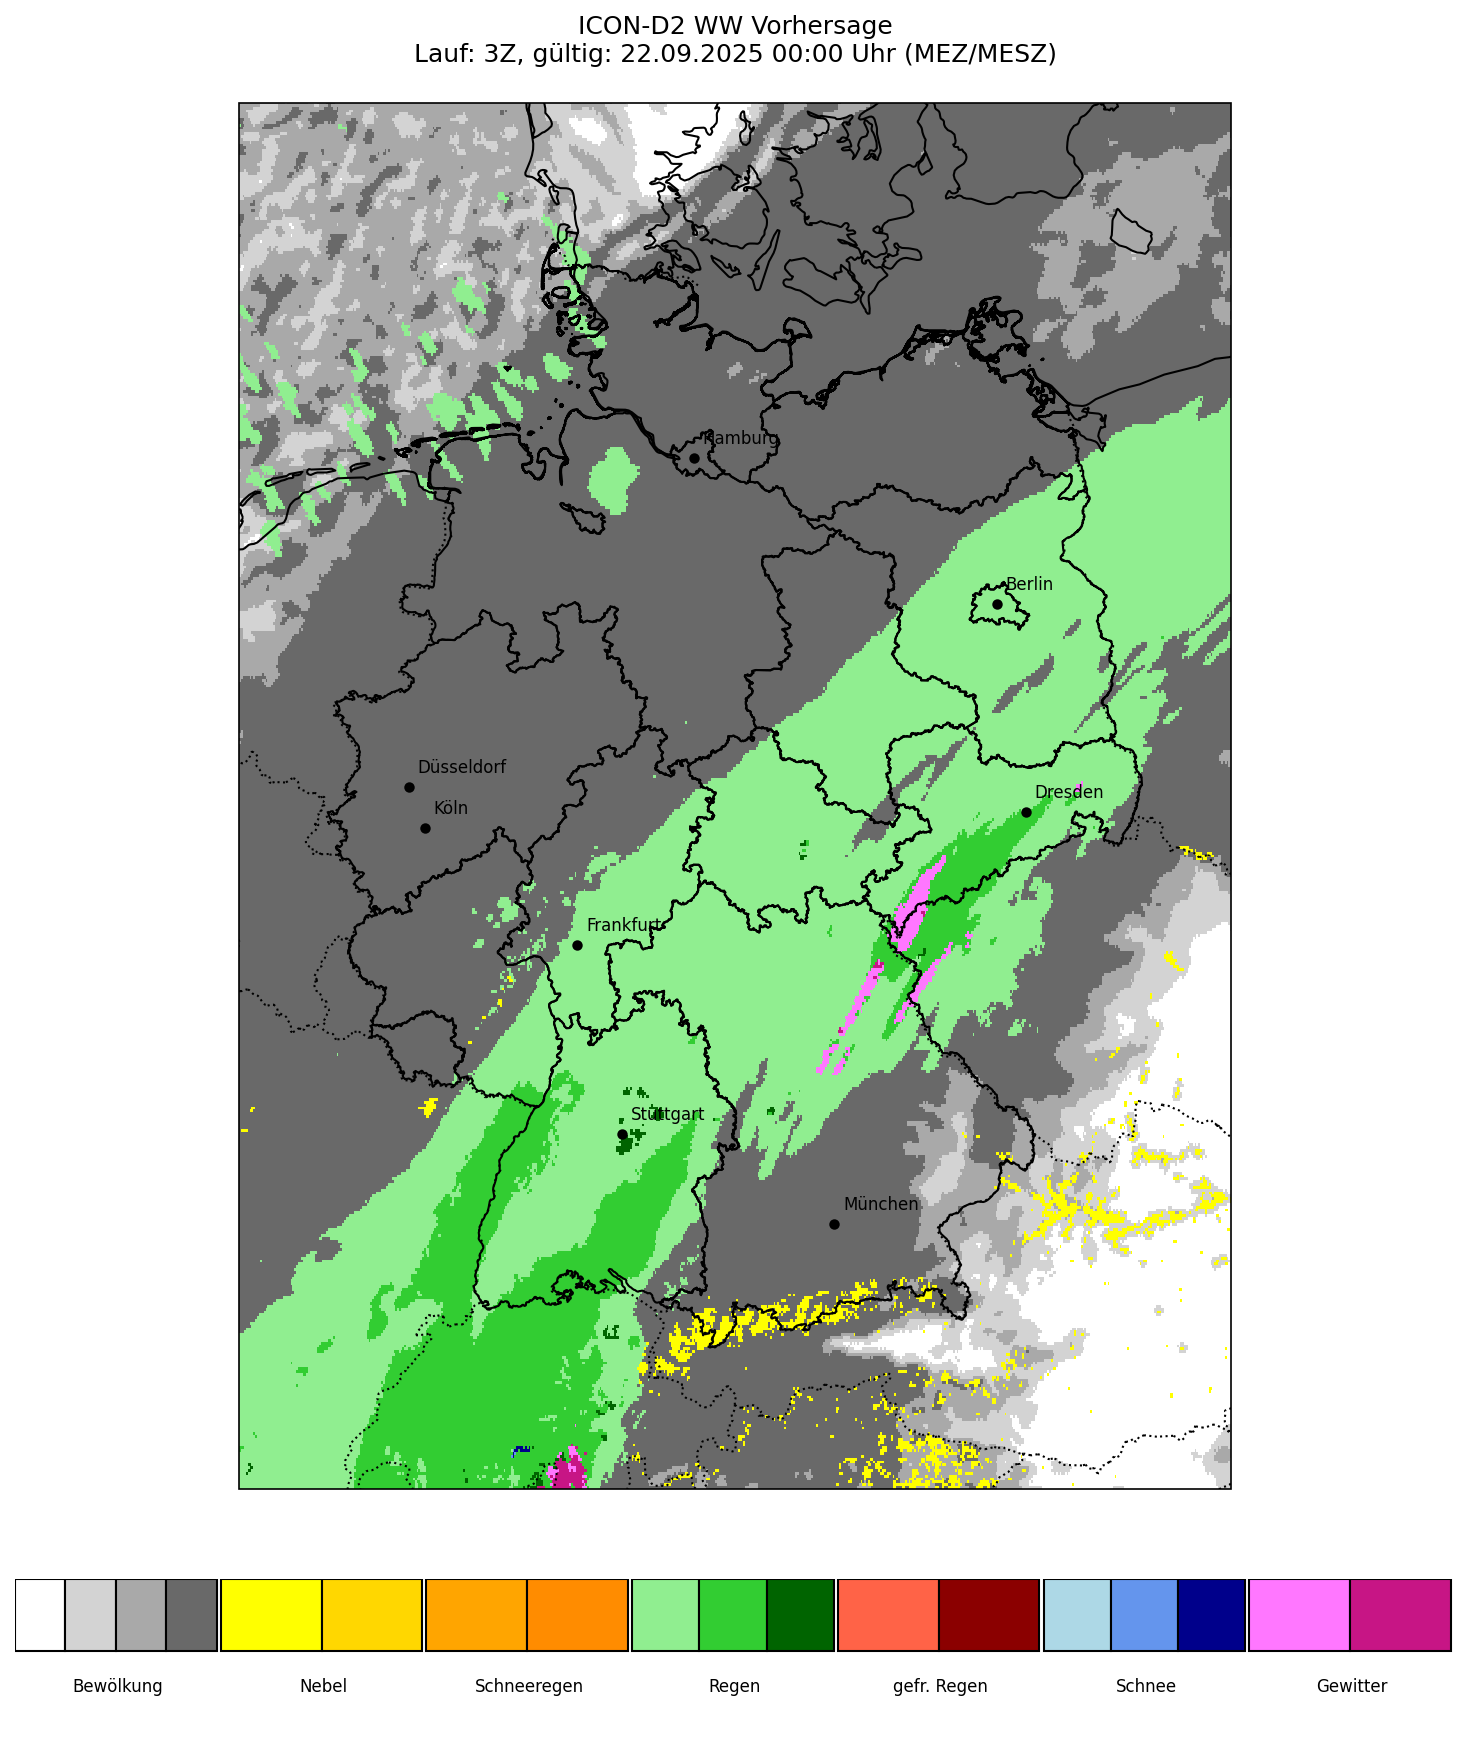 ICON-D2 WW Vorhersage
Lauf: 3Z, gültig: 22.09.2025 00:00 Uhr (MEZ/MESZ)
Hamburg
Berlin
Düsseldorf
Dresden
Köln
Frankfurt
Stuttgart
München
Bewölkung
Nebel
Schneeregen
Regen
gefr. Regen
Schnee
Gewitter